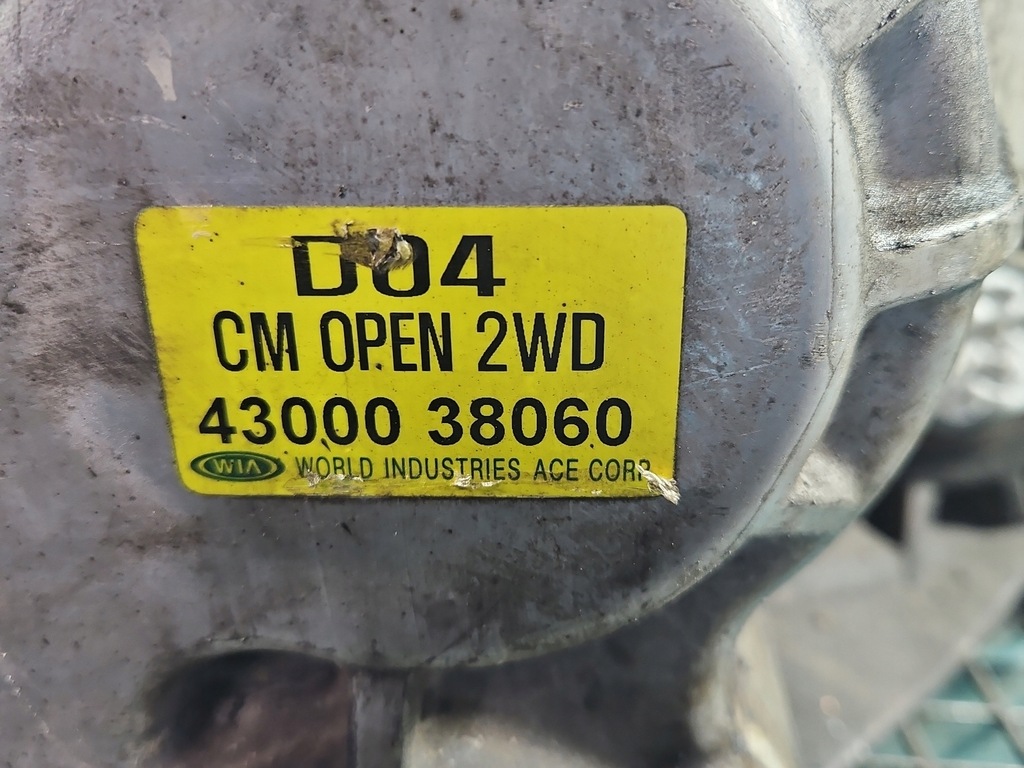 D04
CM OPEN 2WD
43000 38060
WIA WORLD INDUSTRIES ACE CORP.